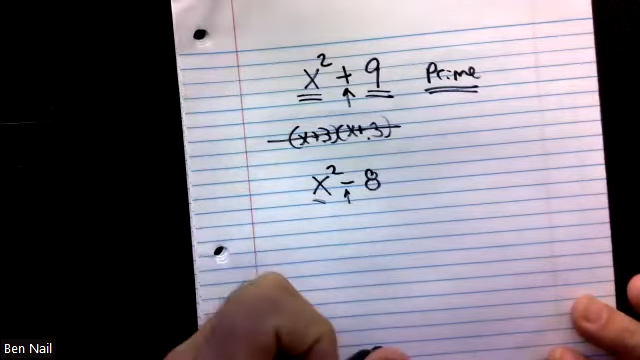 x² + 9 Prime
(x+3)(x+3)
x² - 8
Ben Nail